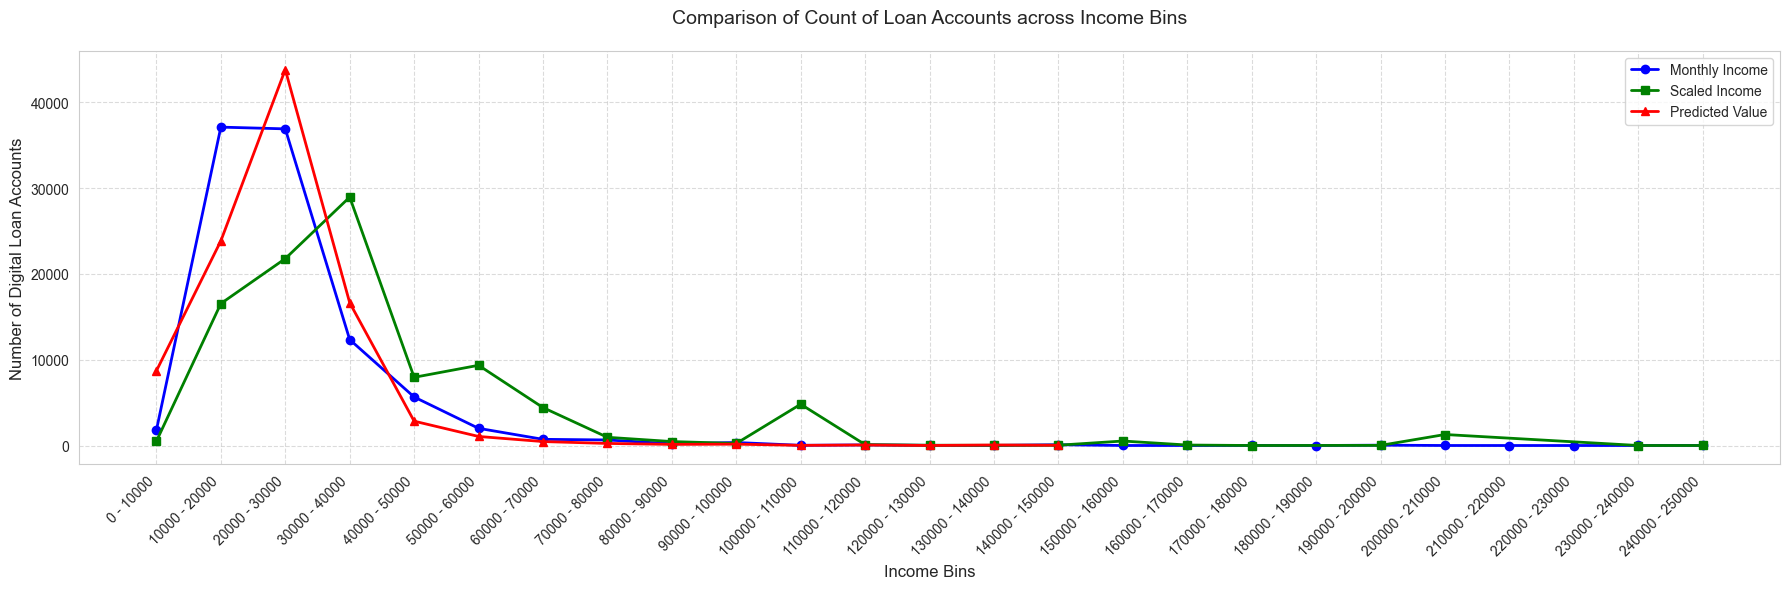 Comparison of Count of Loan Accounts across Income Bins
Monthly Income
Scaled Income
Predicted Value
Number of Digital Loan Accounts
40000
30000
20000
10000
0
0 - 10000
10000 - 20000
20000 - 30000
30000 - 40000
40000 - 50000
50000 - 60000
60000 - 70000
70000 - 80000
80000 - 90000
90000 - 100000
100000 - 110000
110000 - 120000
120000 - 130000
130000 - 140000
140000 - 150000
150000 - 160000
160000 - 170000
170000 - 180000
180000 - 190000
190000 - 200000
200000 - 210000
210000 - 220000
220000 - 230000
230000 - 240000
240000 - 250000
Income Bins